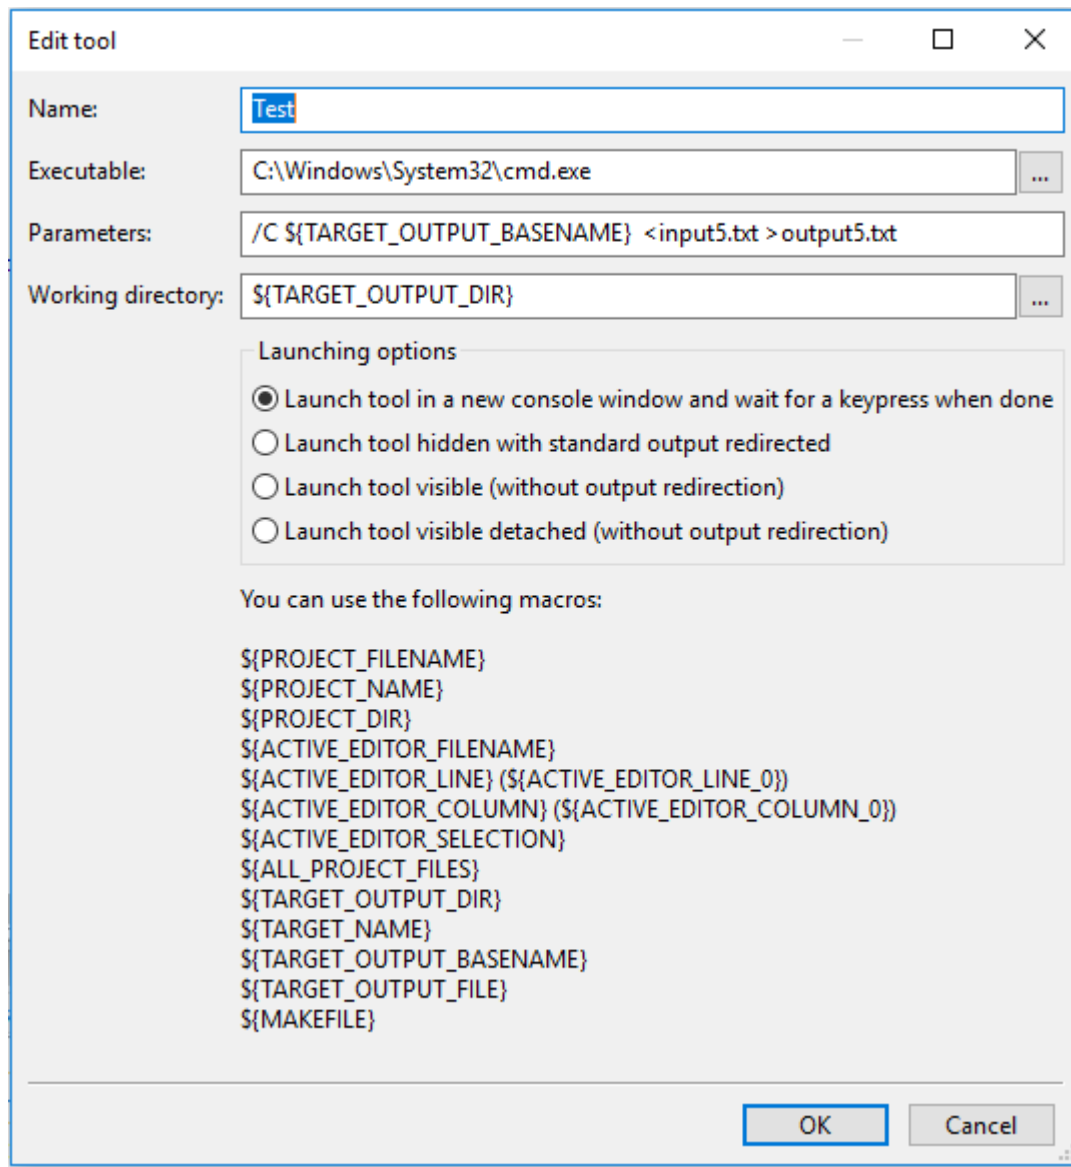 Edit tool
Name: Test
Executable: C:\Windows\System32\cmd.exe ...
Parameters: /C ${TARGET_OUTPUT_BASENAME}  <input5.txt >output5.txt
Working directory: ${TARGET_OUTPUT_DIR} ...
Launching options
Launch tool in a new console window and wait for a keypress when done
Launch tool hidden with standard output redirected
Launch tool visible (without output redirection)
Launch tool visible detached (without output redirection)
You can use the following macros:
${PROJECT_FILENAME}
${PROJECT_NAME}
${PROJECT_DIR}
${ACTIVE_EDITOR_FILENAME}
${ACTIVE_EDITOR_LINE} (${ACTIVE_EDITOR_LINE_0})
${ACTIVE_EDITOR_COLUMN} (${ACTIVE_EDITOR_COLUMN_0})
${ACTIVE_EDITOR_SELECTION}
${ALL_PROJECT_FILES}
${TARGET_OUTPUT_DIR}
${TARGET_NAME}
${TARGET_OUTPUT_BASENAME}
${TARGET_OUTPUT_FILE}
${MAKEFILE}
OK Cancel